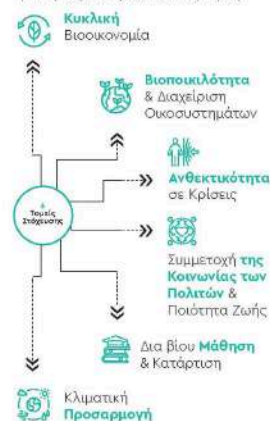 Κυκλική
Βιοοικονομία
Βιοποικιλότητα
& Διαχείριση
Οικοσυστημάτων
Ανθεκτικότητα
σε Κρίσεις
6
Τομείς
Στόχευσης
Συμμετοχή της
Κοινωνίας των
Πολιτών &
Ποιότητα Ζωής
Δια βίου Μάθηση
& Κατάρτιση
Κλιματική
Προσαρμογή